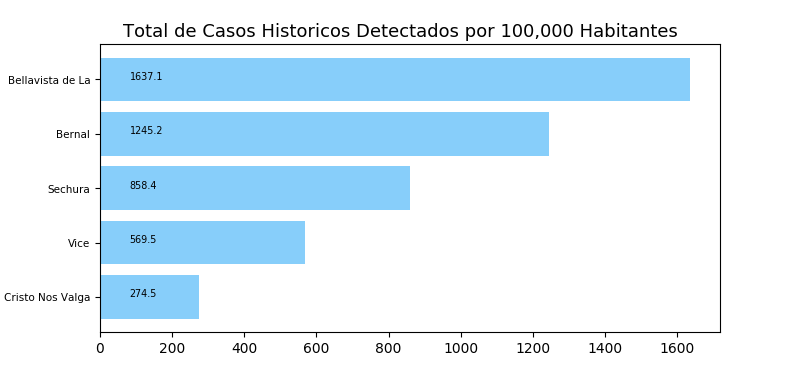 Total de Casos Historicos Detectados por 100,000 Habitantes
Bellavista de La
1637.1
Bernal
1245.2
Sechura
858.4
Vice
569.5
Cristo Nos Valga
274.5
0 200 400 600 800 1000 1200 1400 1600